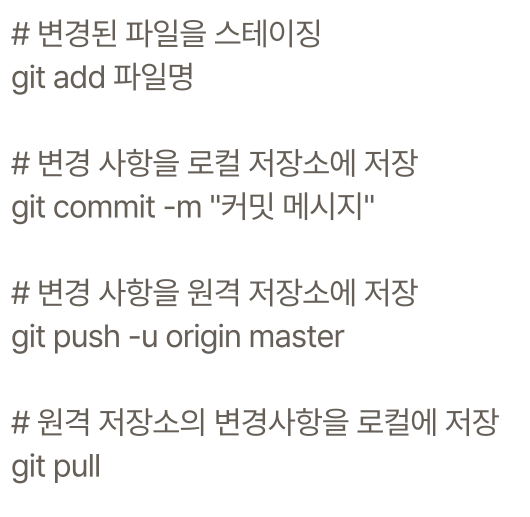 # 변경된 파일을 스테이징
git add 파일명
# 변경 사항을 로컬 저장소에 저장
git commit -m "커밋 메시지"
# 변경 사항을 원격 저장소에 저장
git push -u origin master
# 원격 저장소의 변경사항을 로컬에 저장
git pull